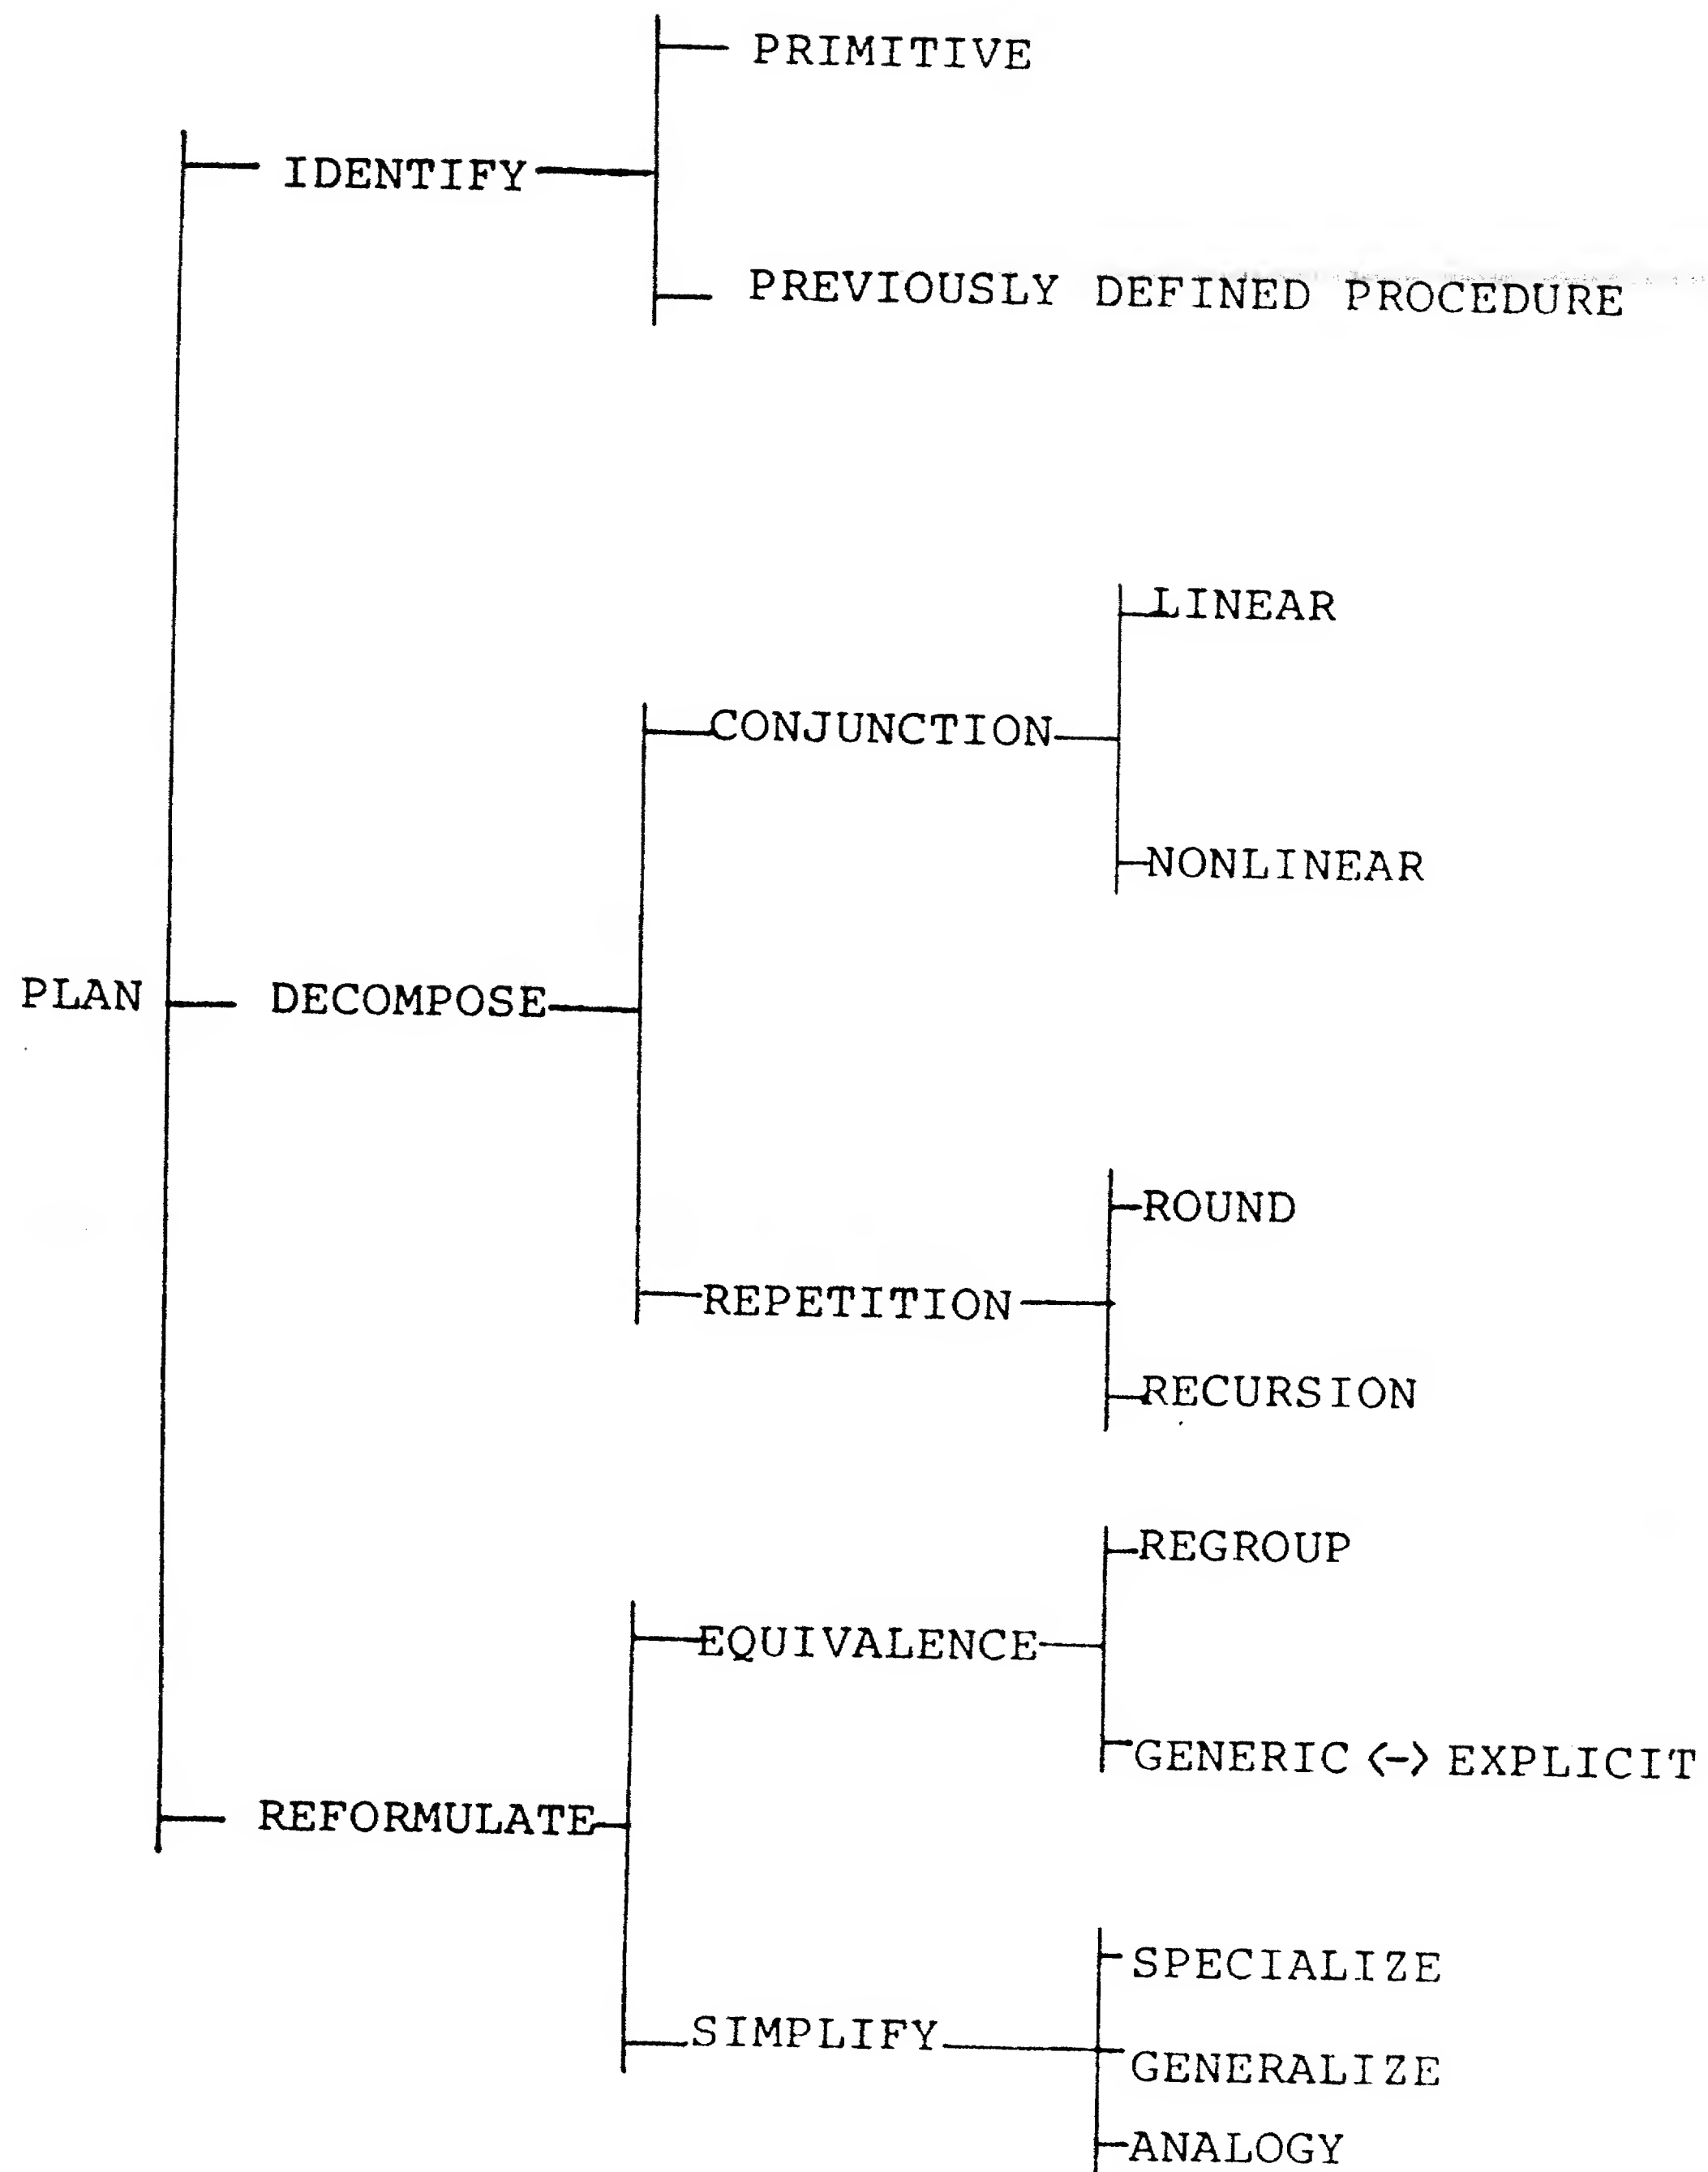 PRIMITIVE
IDENTIFY
PREVIOUSLY DEFINED PROCEDURE
LINEAR
CONJUNCTION
NONLINEAR
PLAN
DECOMPOSE
ROUND
REPETITION
RECURSION
REGROUP
EQUIVALENCE
GENERIC <-> EXPLICIT
REFORMULATE
SPECIALIZE
SIMPLIFY
GENERALIZE
ANALOGY